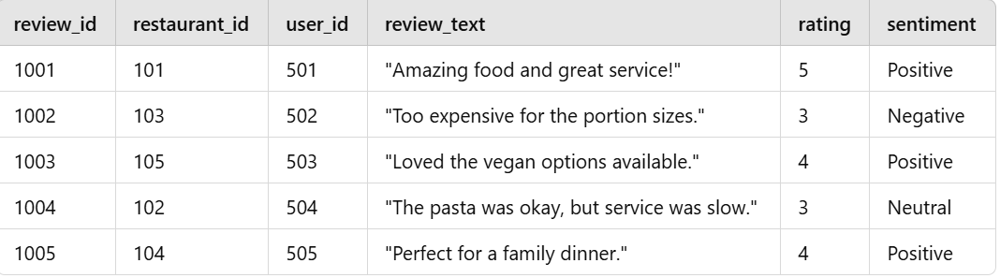 review_id restaurant_id user_id review_text rating sentiment
1001 101 501 "Amazing food and great service!" 5 Positive
1002 103 502 "Too expensive for the portion sizes." 3 Negative
1003 105 503 "Loved the vegan options available." 4 Positive
1004 102 504 "The pasta was okay, but service was slow." 3 Neutral
1005 104 505 "Perfect for a family dinner." 4 Positive